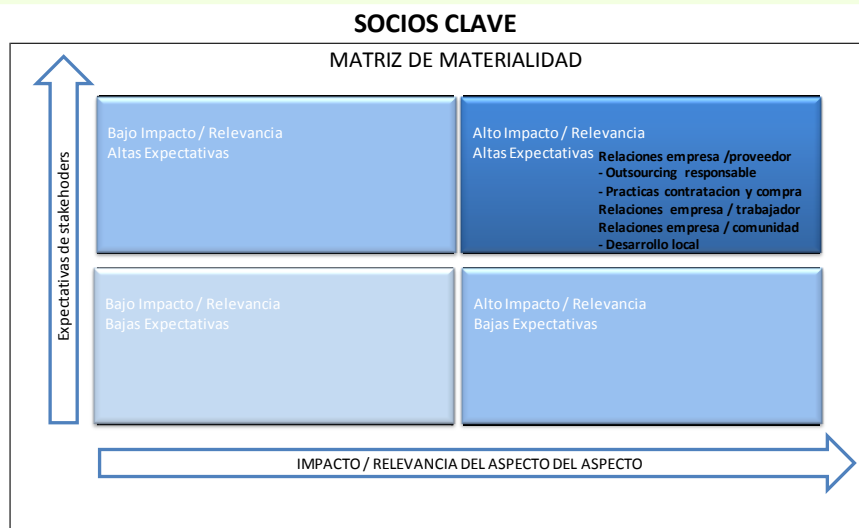 SOCIOS CLAVE
MATRIZ DE MATERIALIDAD
Expectativas de stakehoders
Bajo Impacto / Relevancia
Altas Expectativas
Alto Impacto / Relevancia
Altas Expectativas
Relaciones empresa /proveedor
- Outsourcing responsable
- Practicas contratacion y compra
Relaciones empresa / trabajador
Relaciones empresa / comunidad
- Desarrollo local
Bajo Impacto / Relevancia
Bajas Expectativas
Alto Impacto / Relevancia
Bajas Expectativas
IMPACTO / RELEVANCIA DEL ASPECTO DEL ASPECTO